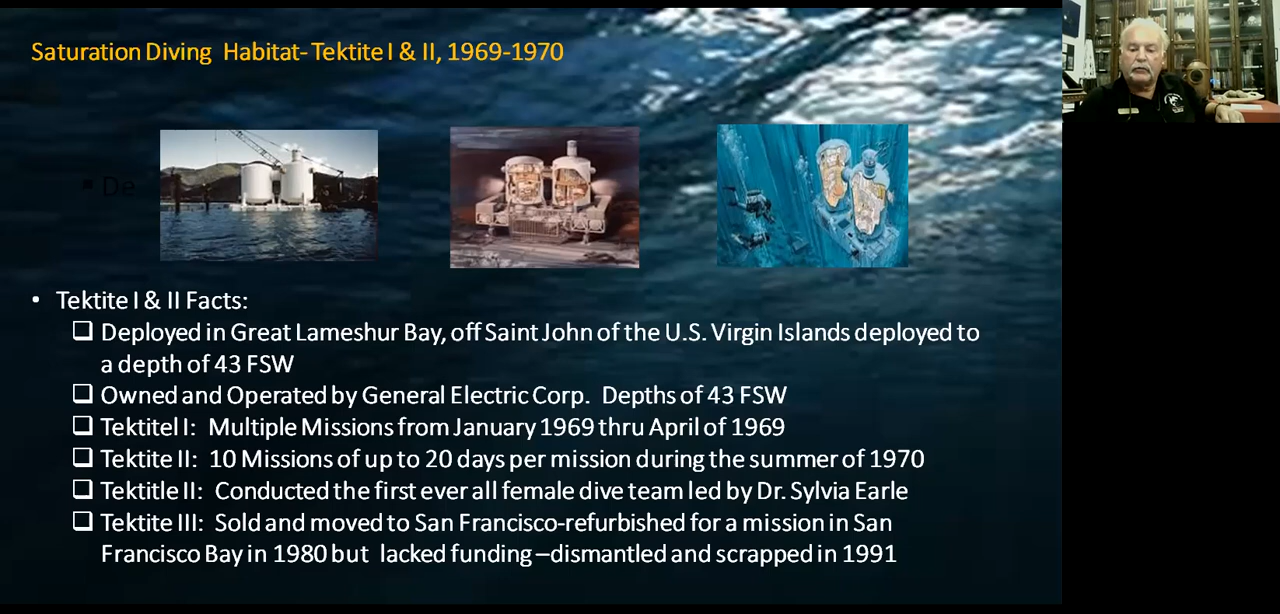 Saturation Diving Habitat- Tektite I & II, 1969-1970
▪ De
• Tektite I & II Facts:
❑ Deployed in Great Lameshur Bay, off Saint John of the U.S. Virgin Islands deployed to
a depth of 43 FSW
❑ Owned and Operated by General Electric Corp. Depths of 43 FSW
❑ Tektitel I: Multiple Missions from January 1969 thru April of 1969
❑ Tektite II: 10 Missions of up to 20 days per mission during the summer of 1970
❑ Tektitle II: Conducted the first ever all female dive team led by Dr. Sylvia Earle
❑ Tektite III: Sold and moved to San Francisco-refurbished for a mission in San
Francisco Bay in 1980 but lacked funding –dismantled and scrapped in 1991